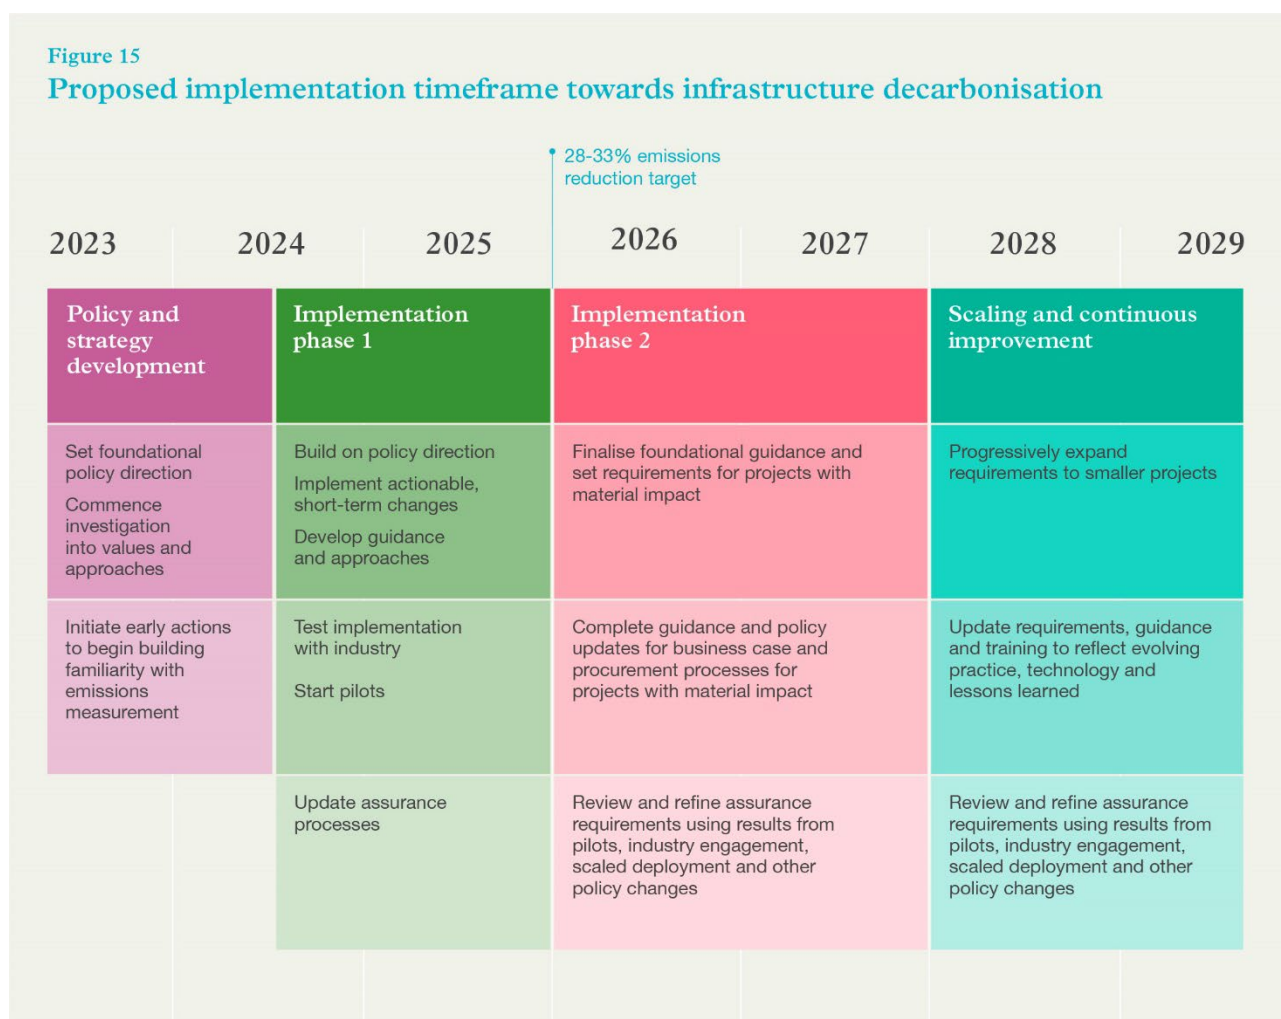 Figure 15
Proposed implementation timeframe towards infrastructure decarbonisation
28-33% emissions
reduction target
2023
2024
2025
2026
2027
2028
2029
Policy and
strategy
development
Implementation
phase 1
Implementation
phase 2
Scaling and continuous
improvement
Set foundational
policy direction
Commence
investigation
into values and
approaches
Build on policy direction
Implement actionable,
short-term changes
Develop guidance
and approaches
Finalise foundational guidance and
set requirements for projects with
material impact
Progressively expand
requirements to smaller projects
Initiate early actions
to begin building
familiarity with
emissions
measurement
Test implementation
with industry
Start pilots
Complete guidance and policy
updates for business case and
procurement processes for
projects with material impact
Update requirements, guidance
and training to reflect evolving
practice, technology and
lessons learned
Update assurance
processes
Review and refine assurance
requirements using results from
pilots, industry engagement,
scaled deployment and other
policy changes
Review and refine assurance
requirements using results from
pilots, industry engagement,
scaled deployment and other
policy changes